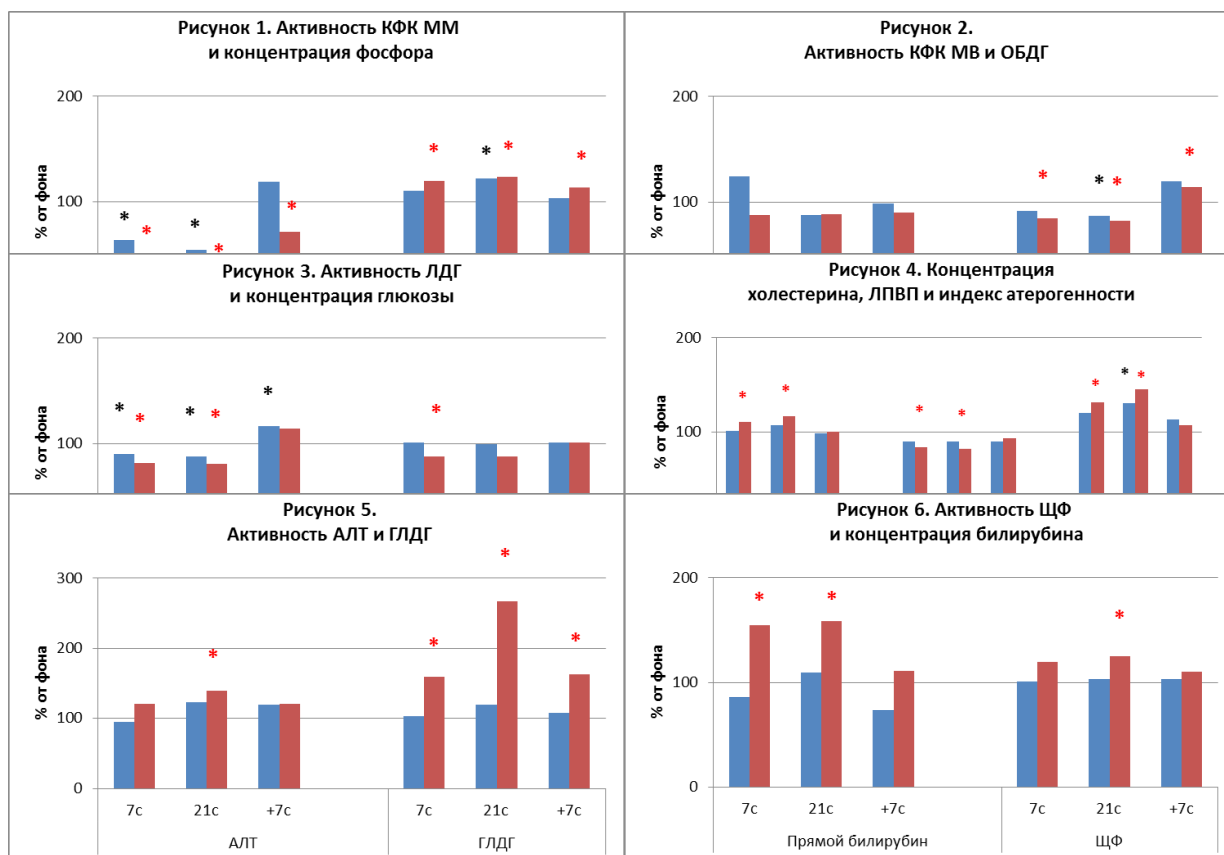 Рисунок 1. Активность КФК ММ
и концентрация фосфора
% от фона
200
100
* * * * * * * * *
Рисунок 2.
Активность КФК МВ и ОБДГ
% от фона
200
100
* * * *
Рисунок 3. Активность ЛДГ
и концентрация глюкозы
% от фона
200
100
* * * * * *
Рисунок 4. Концентрация
холестерина, ЛПВП и индекс атерогенности
% от фона
200
100
* * * * * * *
Рисунок 5.
Активность АЛТ и ГЛДГ
% от фона
300
200
100
0
* * * *
7с 21с +7с 7с 21с +7с
АЛТ ГЛДГ
Рисунок 6. Активность ЩФ
и концентрация билирубина
% от фона
200
100
0
* * *
7с 21с +7с 7с 21с +7с
Прямой билирубин ЩФ